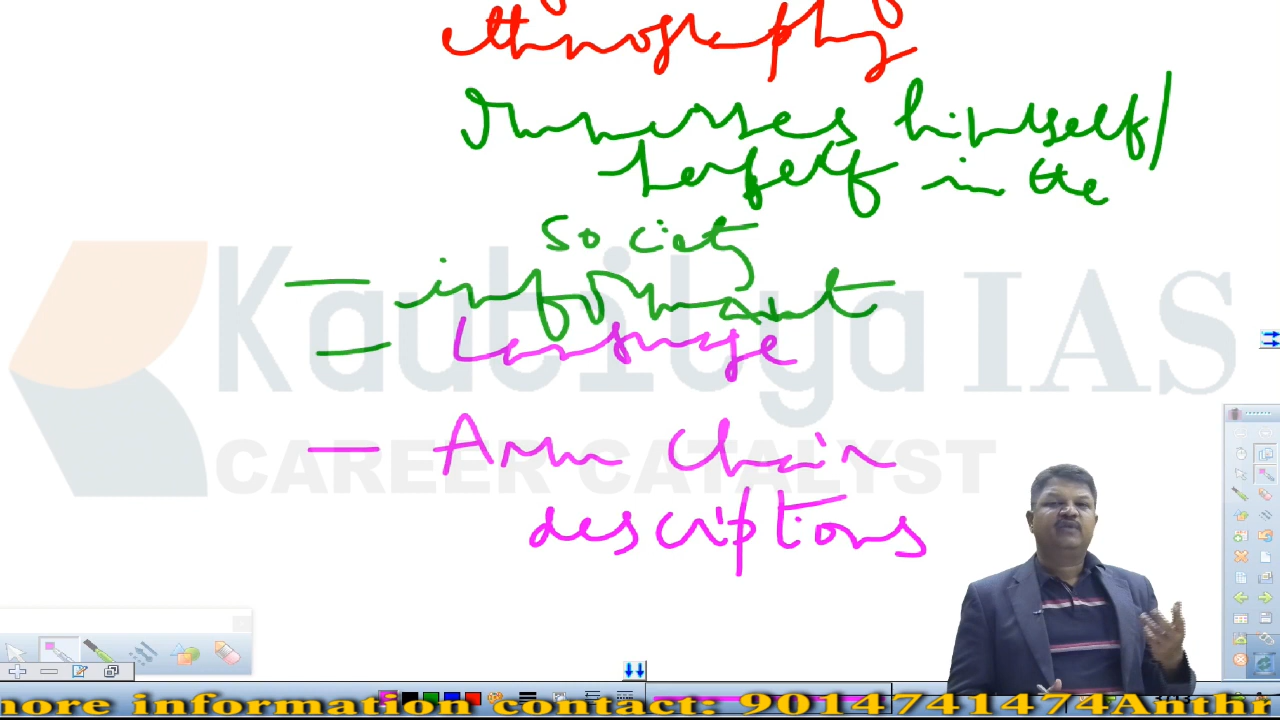 ethnography
Immerses himself/
herself in the
Society
— informant
— Language
— Arm Chair
descriptions
Kautilya IAS
CAREER CATALYST
more information contact: 9014741474Anthr